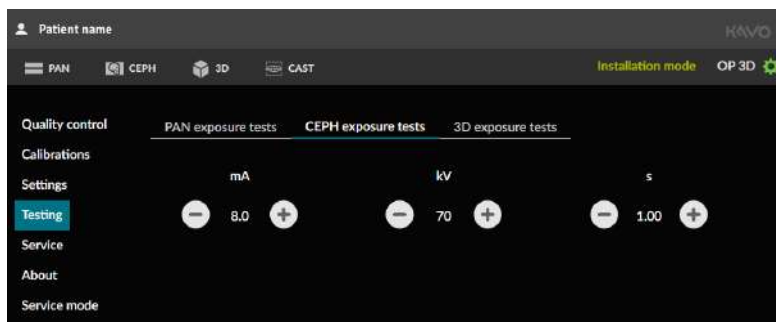 Patient name
KAVO
PAN CEPH 3D CAST Installation mode OP 3D
Quality control
PAN exposure tests CEPH exposure tests 3D exposure tests
Calibrations
Settings
mA kV s
Testing
8.0 70 1.00
Service
About
Service mode